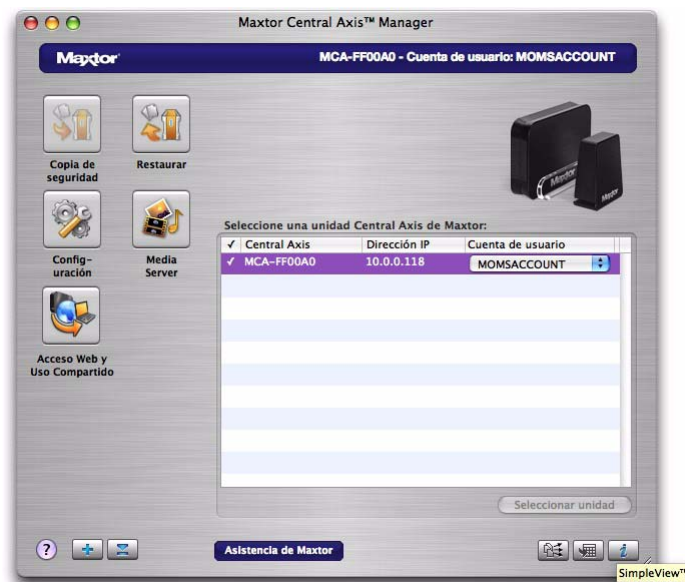 Maxtor Central Axis™ Manager
Maxtor
MCA-FF00A0 - Cuenta de usuario: MOMSACCOUNT
Copia de
seguridad
Restaurar
Config-
uración
Media
Server
Acceso Web y
Uso Compartido
Maxtor
Maxtor
Seleccione una unidad Central Axis de Maxtor:
✓ Central Axis Dirección IP Cuenta de usuario
✓ MCA-FF00A0 10.0.0.118 MOMSACCOUNT
Seleccionar unidad
?
Asistencia de Maxtor
i
SimpleView™